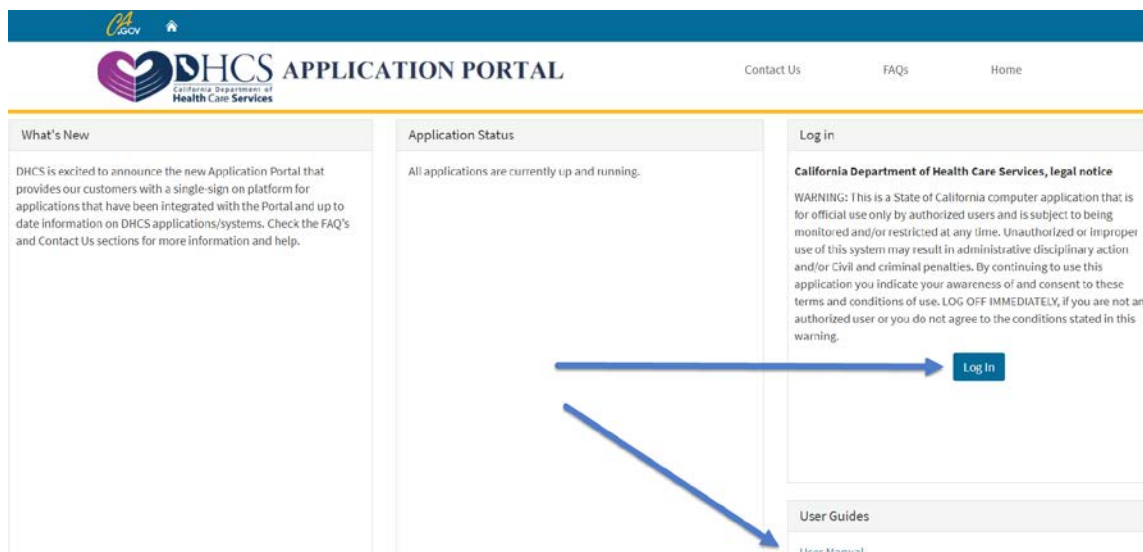 CA.GOV
DHCS APPLICATION PORTAL
California Department of
Health Care Services
Contact Us
FAQs
Home
What's New
DHCS is excited to announce the new Application Portal that
provides our customers with a single-sign on platform for
applications that have been integrated with the Portal and up to
date information on DHCS applications/systems. Check the FAQ's
and Contact Us sections for more information and help.
Application Status
All applications are currently up and running.
Log in
California Department of Health Care Services, legal notice
WARNING: This is a State of California computer application that is
for official use only by authorized users and is subject to being
monitored and/or restricted at any time. Unauthorized or improper
use of this system may result in administrative disciplinary action
and/or Civil and criminal penalties. By continuing to use this
application you indicate your awareness of and consent to these
terms and conditions of use. LOG OFF IMMEDIATELY, if you are not an
authorized user or you do not agree to the conditions stated in this
warning.
Log In
User Guides
User Manual